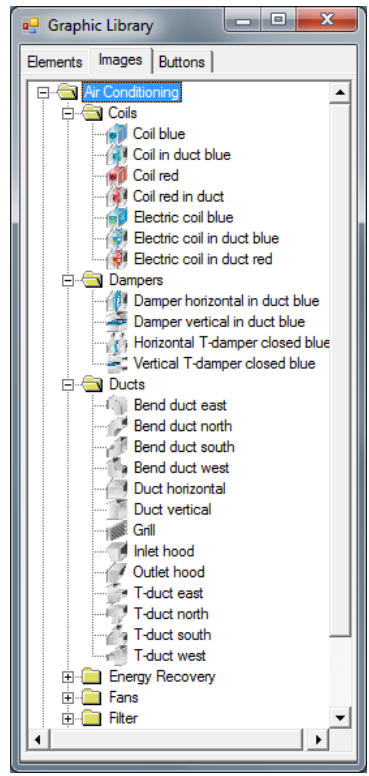 Graphic Library
Elements Images Buttons
Air Conditioning
Coils
Coil blue
Coil in duct blue
Coil red
Coil red in duct
Electric coil blue
Electric coil in duct blue
Electric coil in duct red
Dampers
Damper horizontal in duct blue
Damper vertical in duct blue
Horizontal T-damper closed blue
Vertical T-damper closed blue
Ducts
Bend duct east
Bend duct north
Bend duct south
Bend duct west
Duct horizontal
Duct vertical
Grill
Inlet hood
Outlet hood
T-duct east
T-duct north
T-duct south
T-duct west
Energy Recovery
Fans
Filter